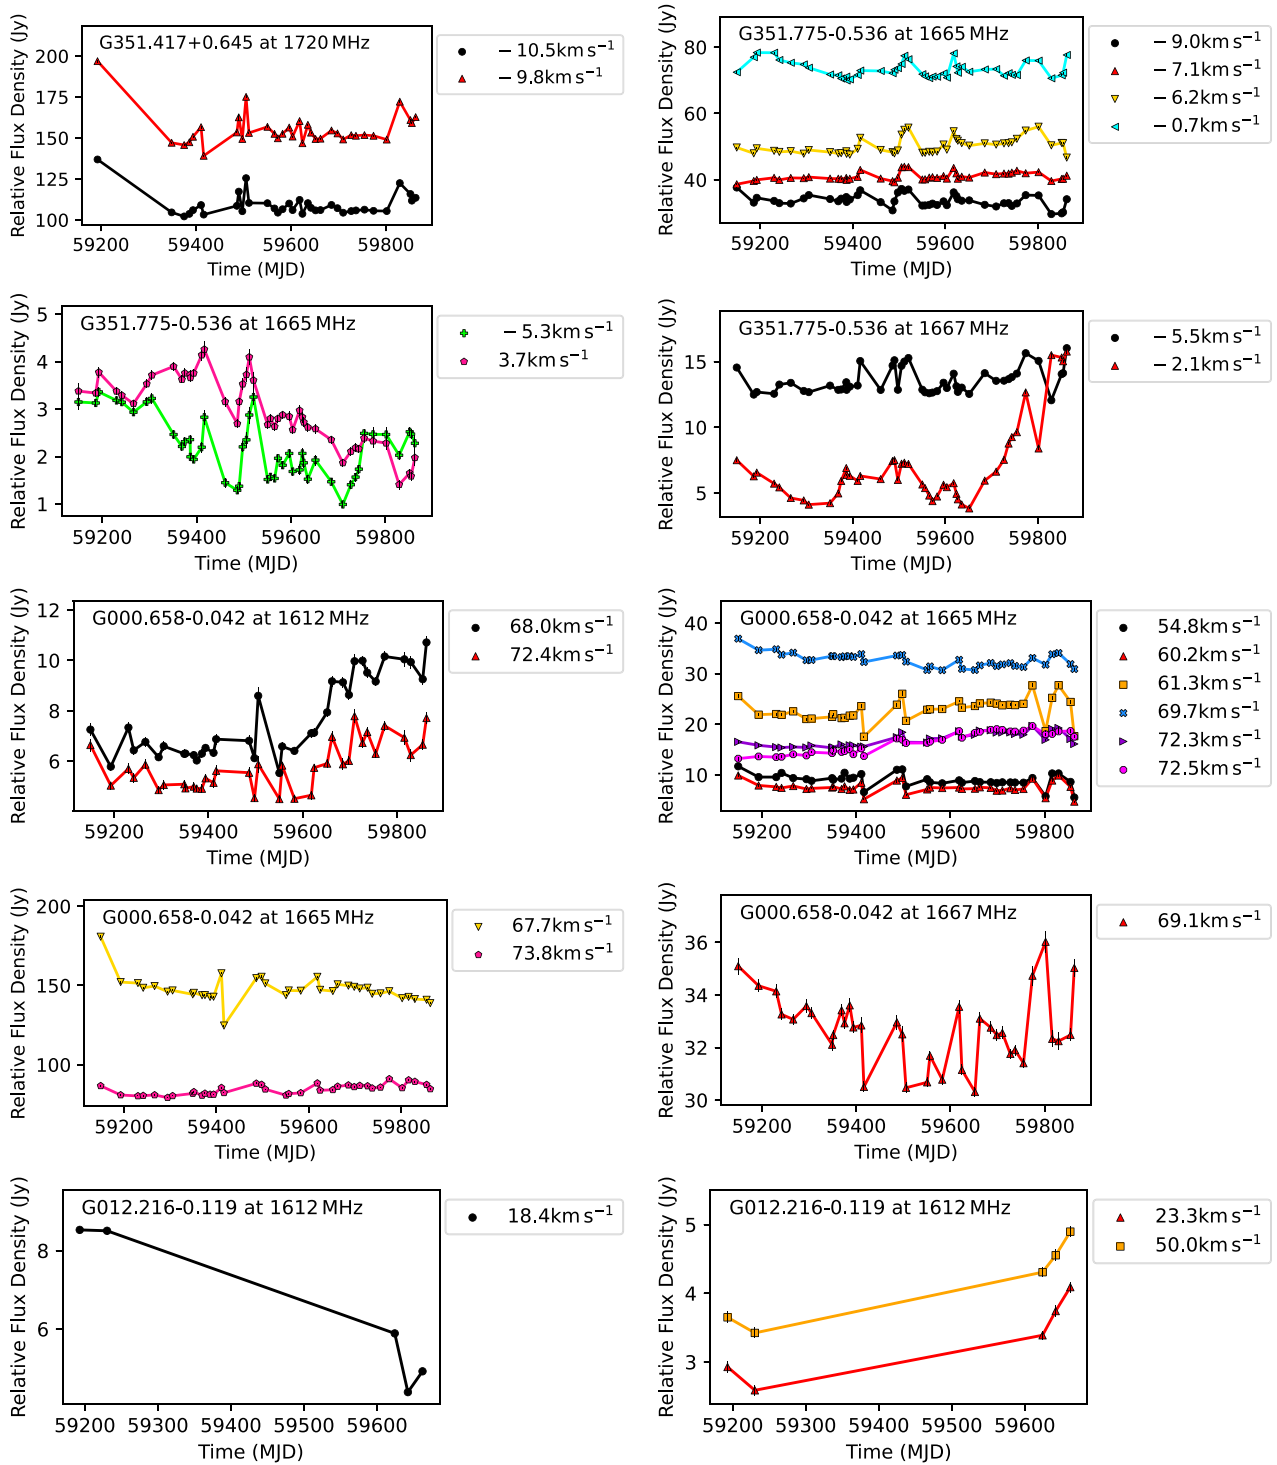 G351.417+0.645 at 1720 MHz
− 10.5km s−1
− 9.8km s−1
Relative Flux Density (Jy)
200
175
150
125
100
59200 59400 59600 59800
Time (MJD)
G351.775-0.536 at 1665 MHz
− 9.0km s−1
− 7.1km s−1
− 6.2km s−1
− 0.7km s−1
Relative Flux Density (Jy)
80
60
40
59200 59400 59600 59800
Time (MJD)
G351.775-0.536 at 1665 MHz
− 5.3km s−1
3.7km s−1
Relative Flux Density (Jy)
5
4
3
2
1
59200 59400 59600 59800
Time (MJD)
G351.775-0.536 at 1667 MHz
− 5.5km s−1
− 2.1km s−1
Relative Flux Density (Jy)
15
10
5
59200 59400 59600 59800
Time (MJD)
G000.658-0.042 at 1612 MHz
68.0km s−1
72.4km s−1
Relative Flux Density (Jy)
12
10
8
6
59200 59400 59600 59800
Time (MJD)
G000.658-0.042 at 1665 MHz
54.8km s−1
60.2km s−1
61.3km s−1
69.7km s−1
72.3km s−1
72.5km s−1
Relative Flux Density (Jy)
40
30
20
10
59200 59400 59600 59800
Time (MJD)
G000.658-0.042 at 1665 MHz
67.7km s−1
73.8km s−1
Relative Flux Density (Jy)
200
150
100
59200 59400 59600 59800
Time (MJD)
G000.658-0.042 at 1667 MHz
69.1km s−1
Relative Flux Density (Jy)
36
34
32
30
59200 59400 59600 59800
Time (MJD)
G012.216-0.119 at 1612 MHz
18.4km s−1
Relative Flux Density (Jy)
8
6
59200 59300 59400 59500 59600
Time (MJD)
G012.216-0.119 at 1612 MHz
23.3km s−1
50.0km s−1
Relative Flux Density (Jy)
5
4
3
59200 59300 59400 59500 59600
Time (MJD)